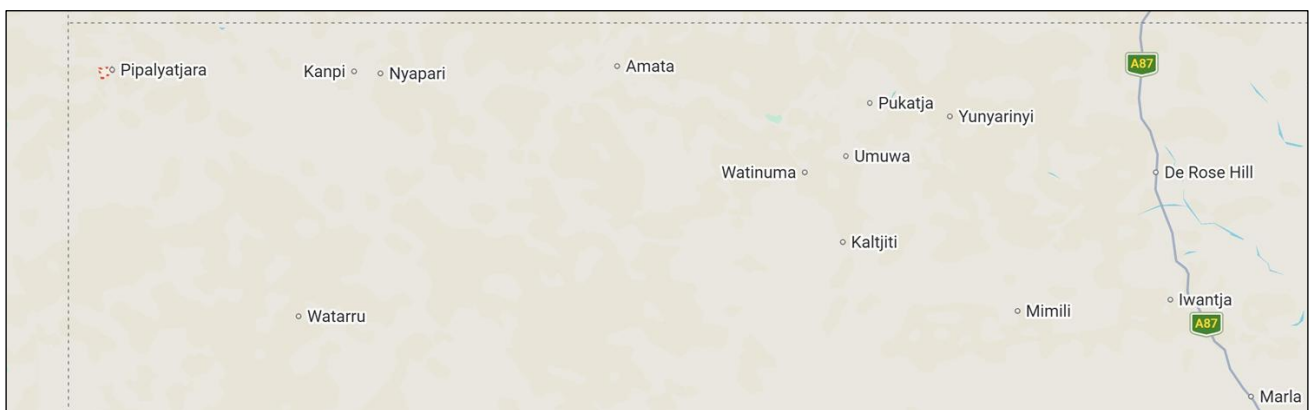 A87
Pipalyatjara
Kanpi
Nyapari
Amata
Pukatja
Yunyarinyi
Umuwa
Watinuma
De Rose Hill
Kaltjiti
Iwantja
Mimili
Watarru
A87
Marla